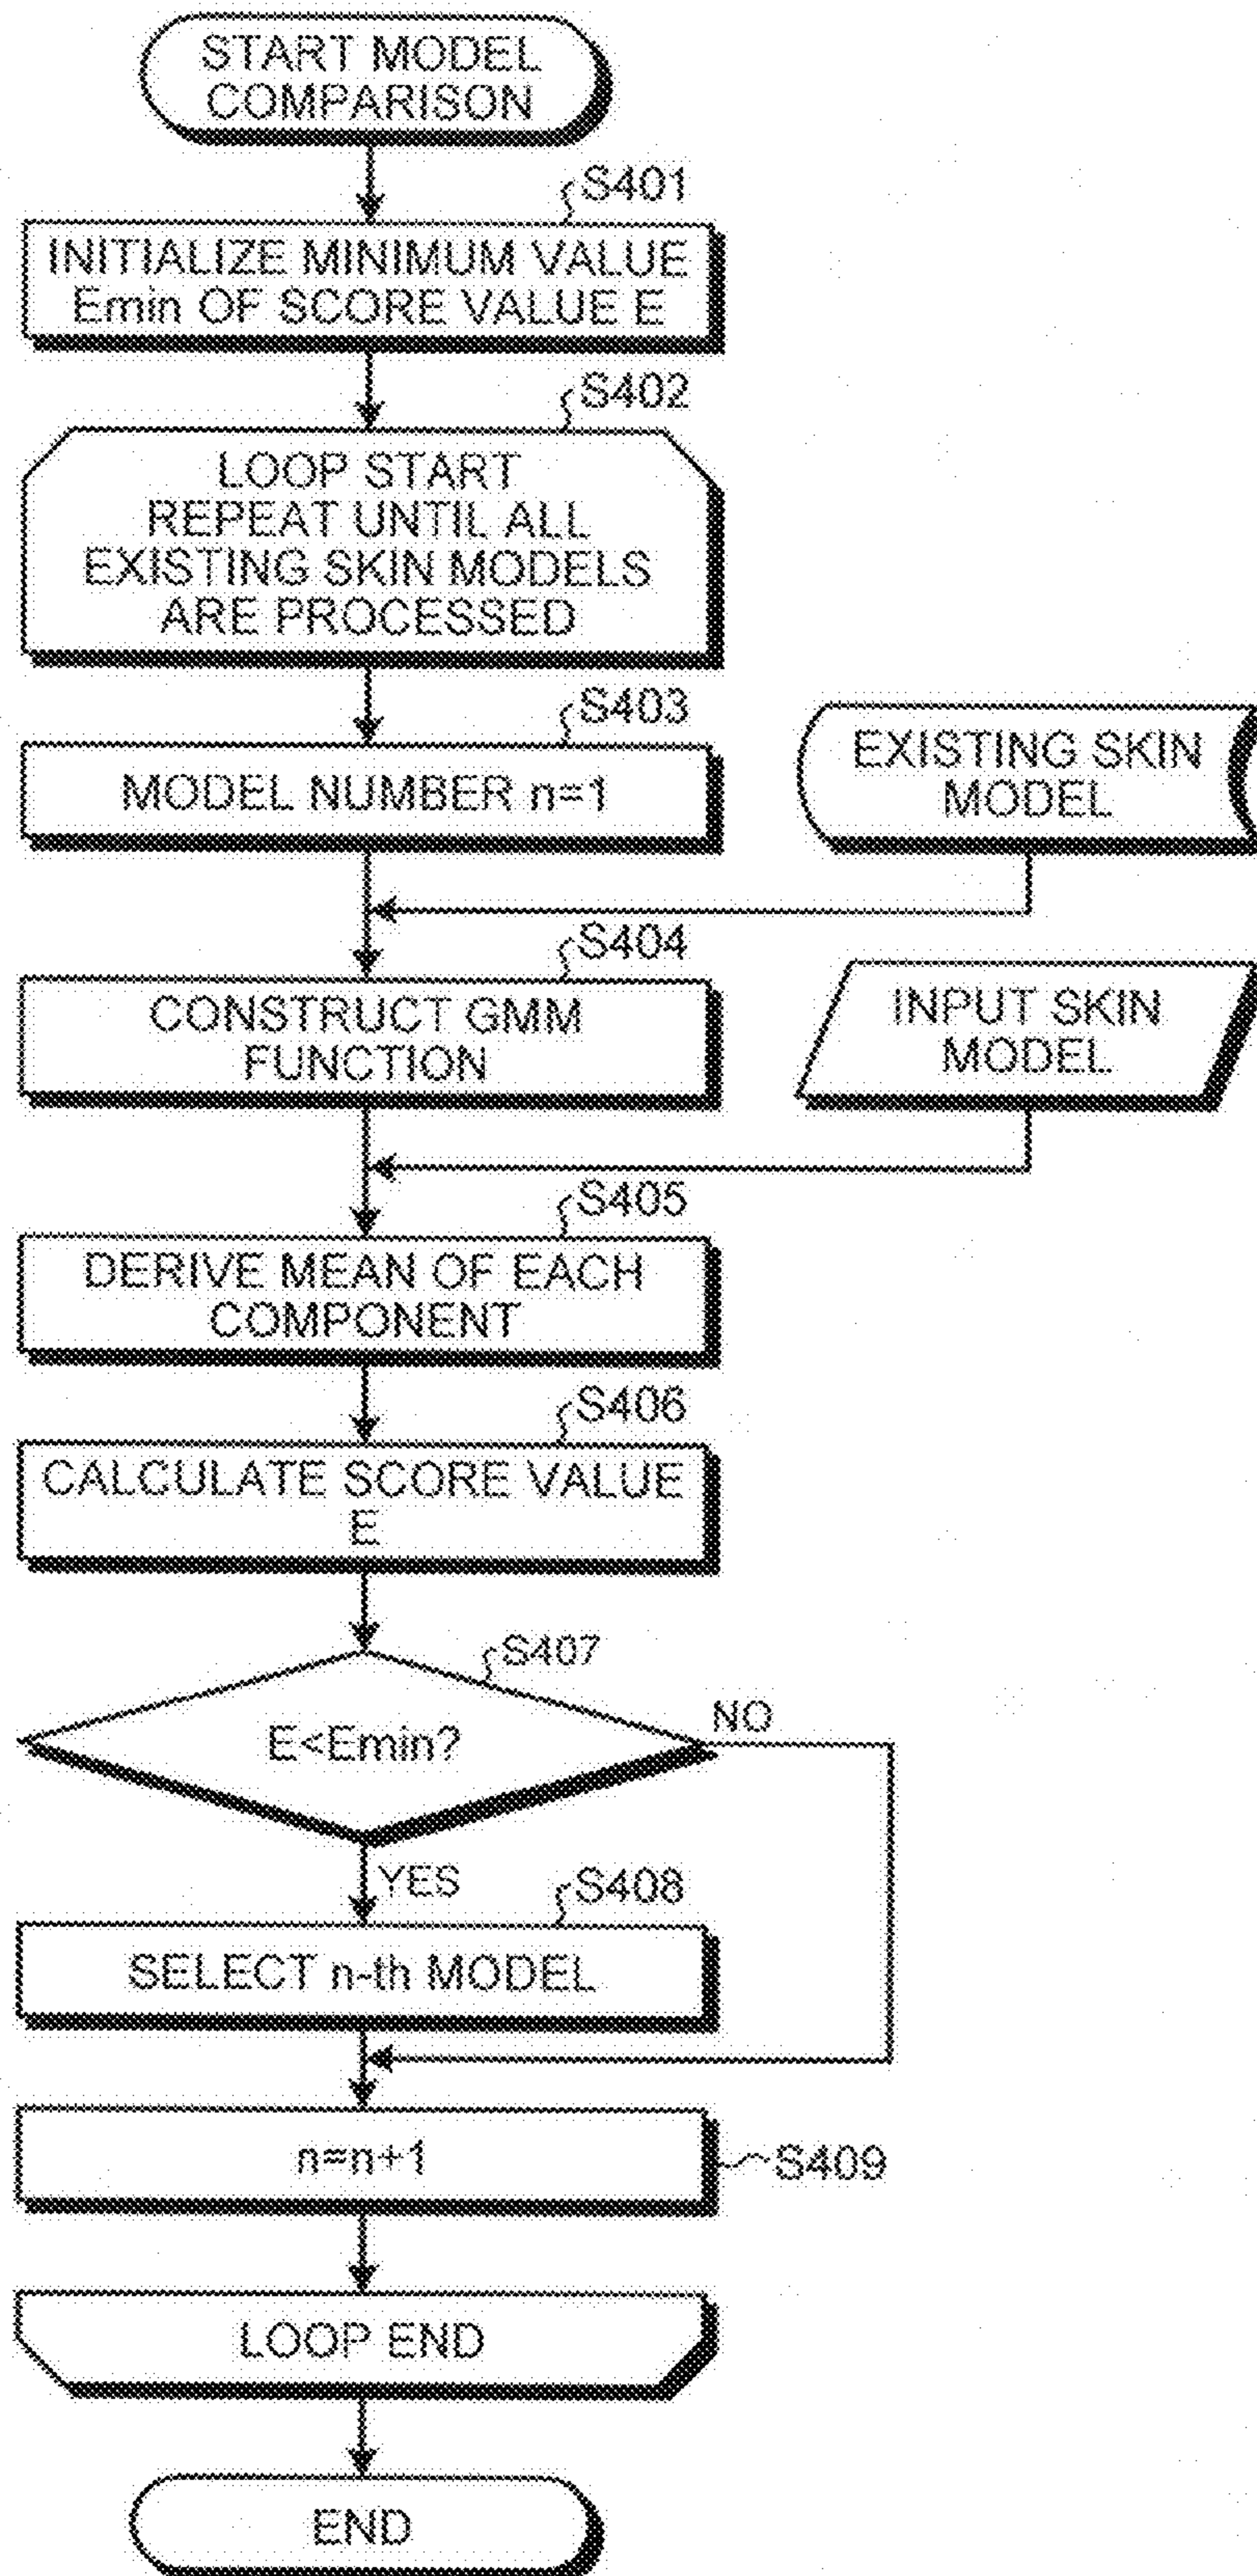 START MODEL
COMPARISON
S401
INITIALIZE MINIMUM VALUE
Emin OF SCORE VALUE E
S402
LOOP START
REPEAT UNTIL ALL
EXISTING SKIN MODELS
ARE PROCESSED
S403
MODEL NUMBER n=1
EXISTING SKIN
MODEL
S404
CONSTRUCT GMM
FUNCTION
INPUT SKIN
MODEL
S405
DERIVE MEAN OF EACH
COMPONENT
S406
CALCULATE SCORE VALUE
E
S407
E<Emin?
NO
YES
S408
SELECT n-th MODEL
n=n+1
S409
LOOP END
END